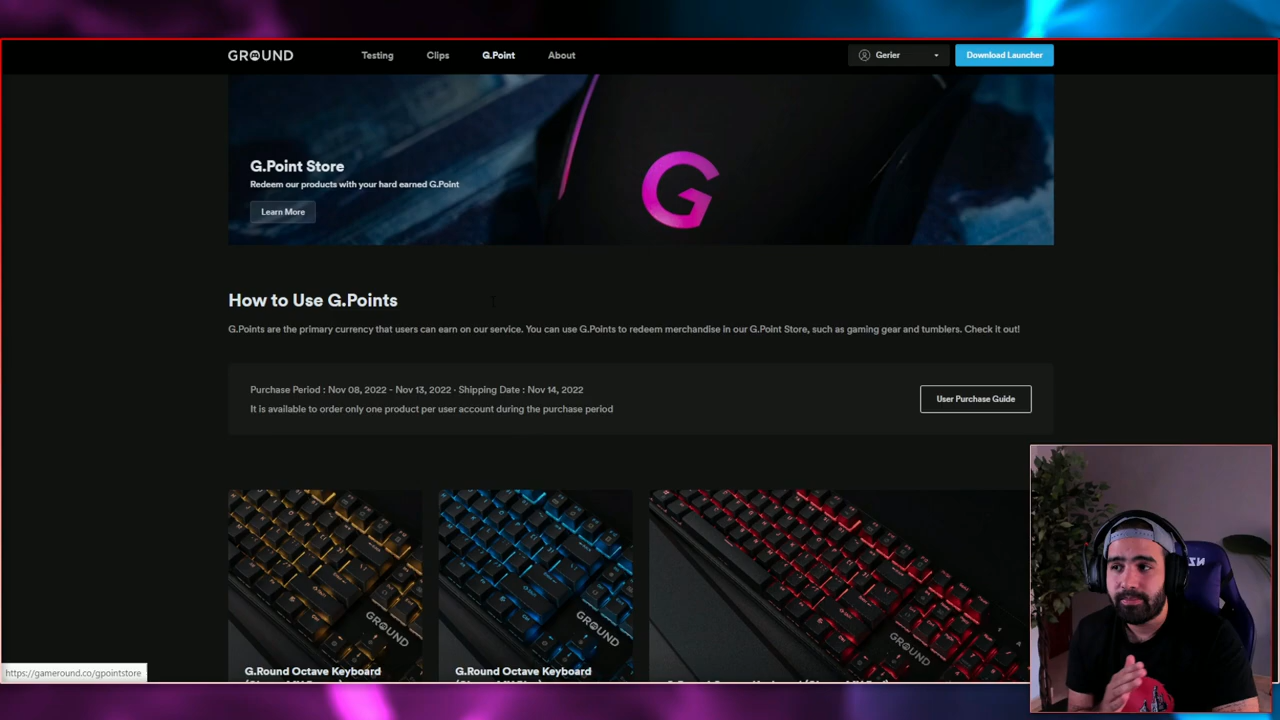 GROUND
Testing
Clips
G.Point
About
Gerier
Download Launcher
G.Point Store
Redeem our products with your hard earned G.Point
Learn More
G
How to Use G.Points
G.Points are the primary currency that users can earn on our service. You can use G.Points to redeem merchandise in our G.Point Store, such as gaming gear and tumblers. Check it out!
Purchase Period : Nov 08, 2022 - Nov 13, 2022 · Shipping Date : Nov 14, 2022
It is available to order only one product per user account during the purchase period
User Purchase Guide
GROUND
GROUND
GROUND
G.Round Octave Keyboard
G.Round Octave Keyboard
https://gameround.co/gpointstore